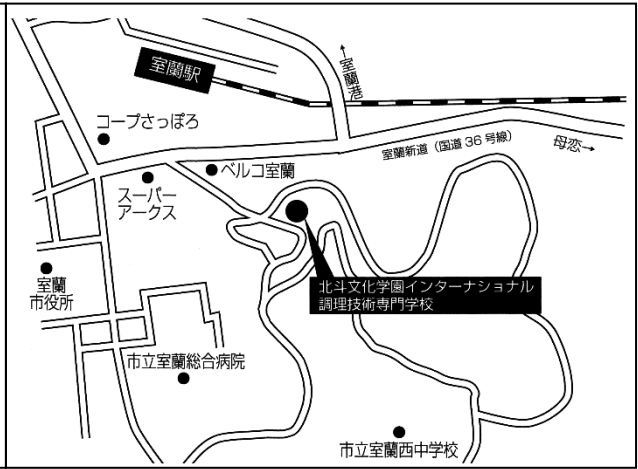 室蘭駅
↑室蘭港
コープさっぽろ
室蘭新道（国道36号線）
母恋→
ベルコ室蘭
スーパー
アークス
室蘭
市役所
北斗文化学園インターナショナル
調理技術専門学校
市立室蘭総合病院
市立室蘭西中学校